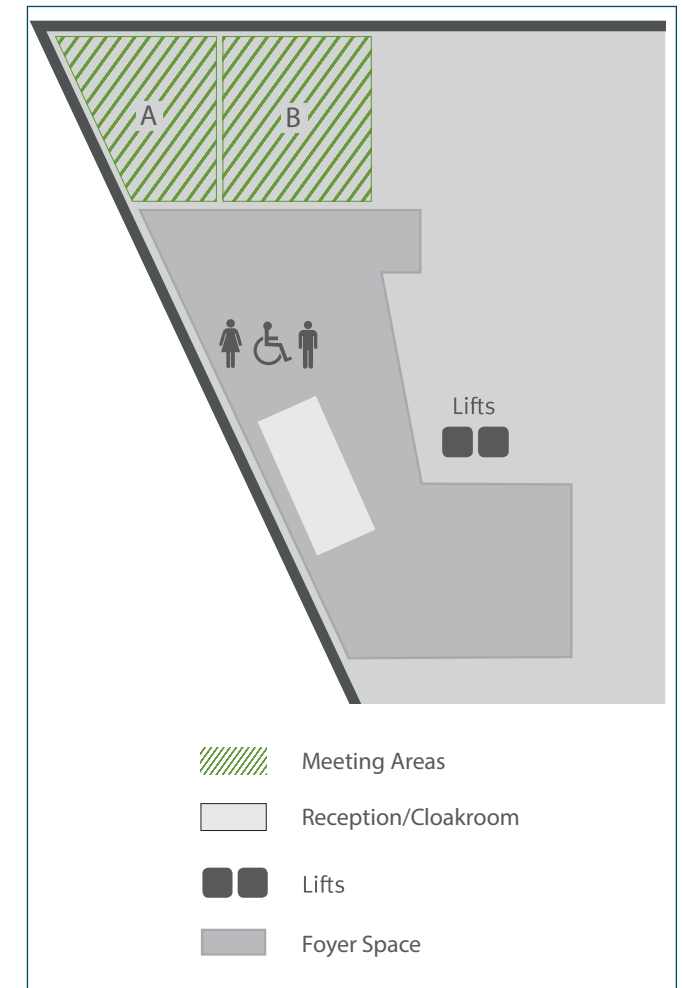 A
B
Lifts
Meeting Areas
Reception/Cloakroom
Lifts
Foyer Space